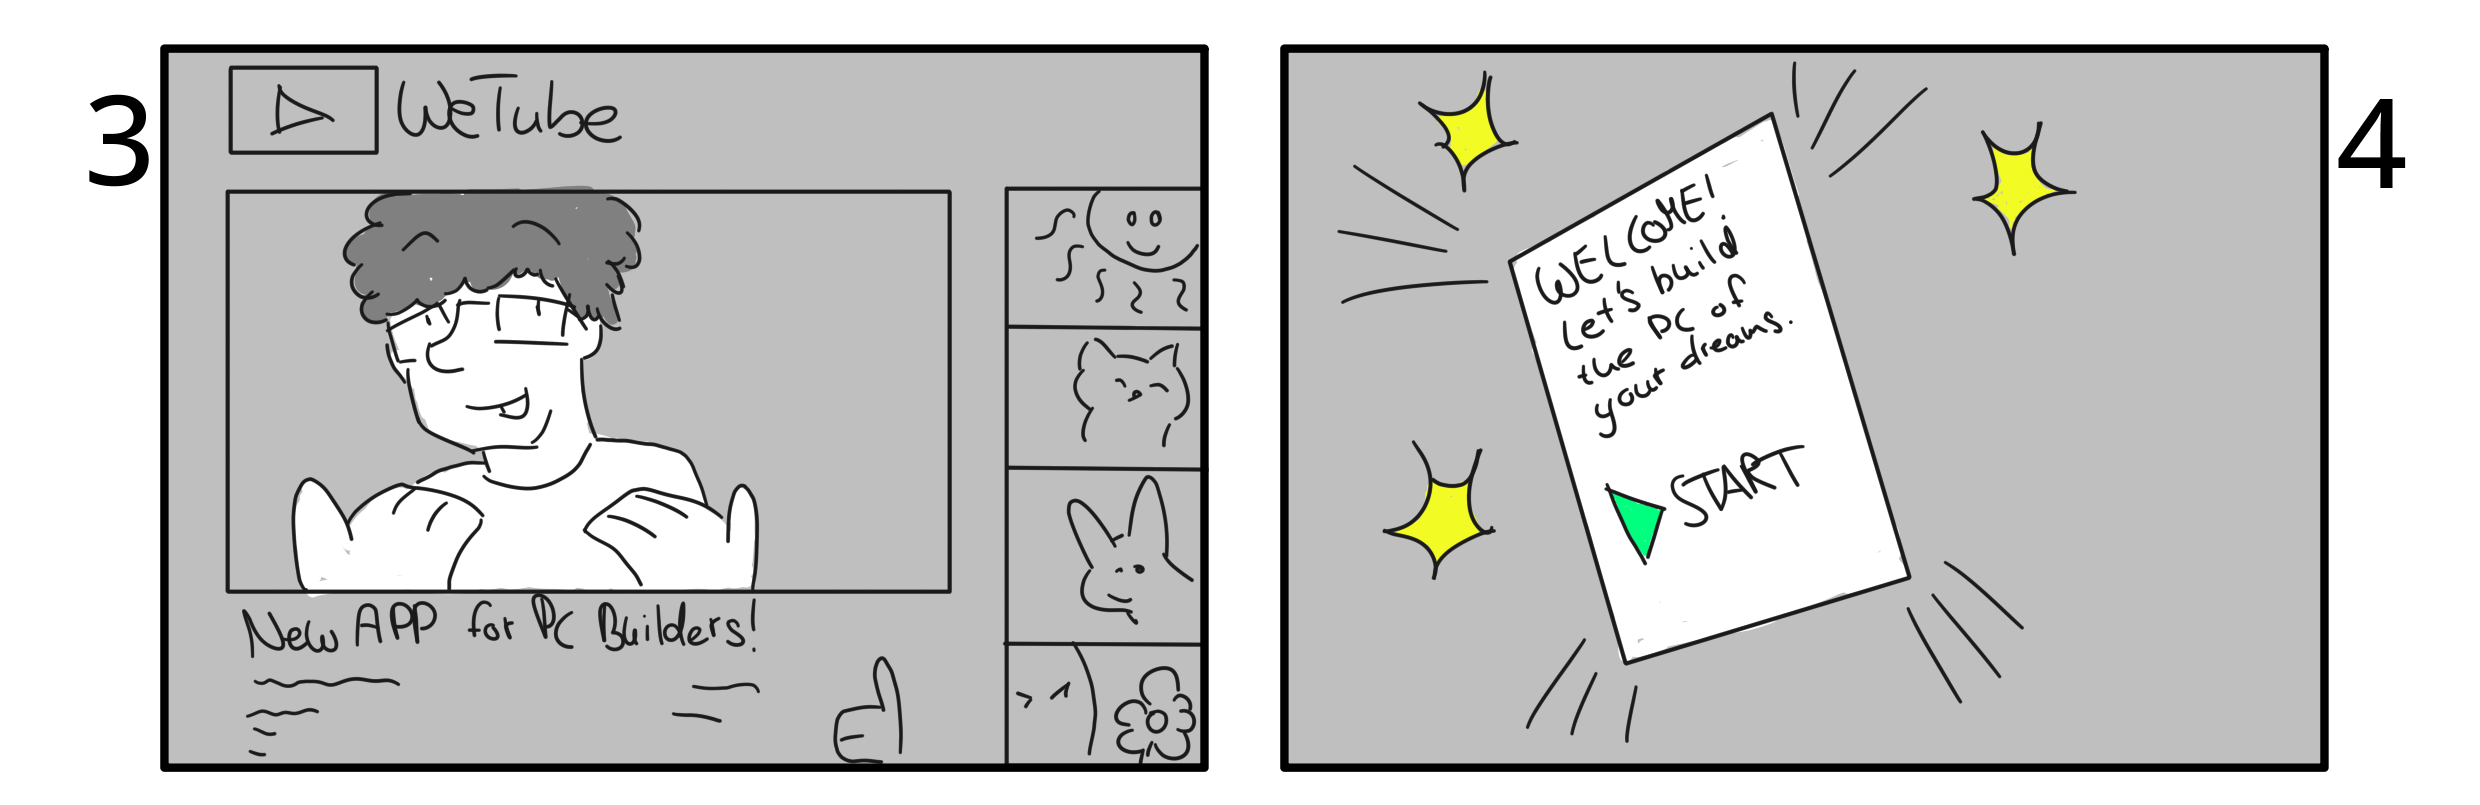 3
WeTube
New APP for PC Builders!
4
WELCOME!
Let's build
the PC of
your dreams.
START